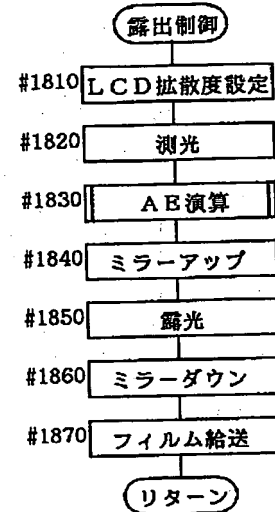 露出制御
#1810 LCD拡散度設定
#1820 測光
#1830 AE演算
#1840 ミラーアップ
#1850 露光
#1860 ミラーダウン
#1870 フィルム給送
リターン